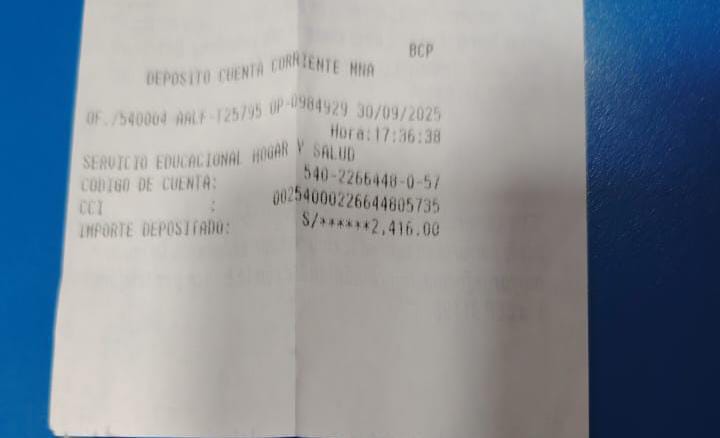 BCP
DEPOSITO CUENTA CORRIENTE MNA
OF./540004 AALF-T25795 OP-0984929 30/09/2025
Hora:17:36:38
SERVICIO EDUCACIONAL HOGAR Y SALUD
CODIGO DE CUENTA: 540-2266448-0-57
CCI : 00254000226644805735
IMPORTE DEPOSITADO: S/******2,416.00